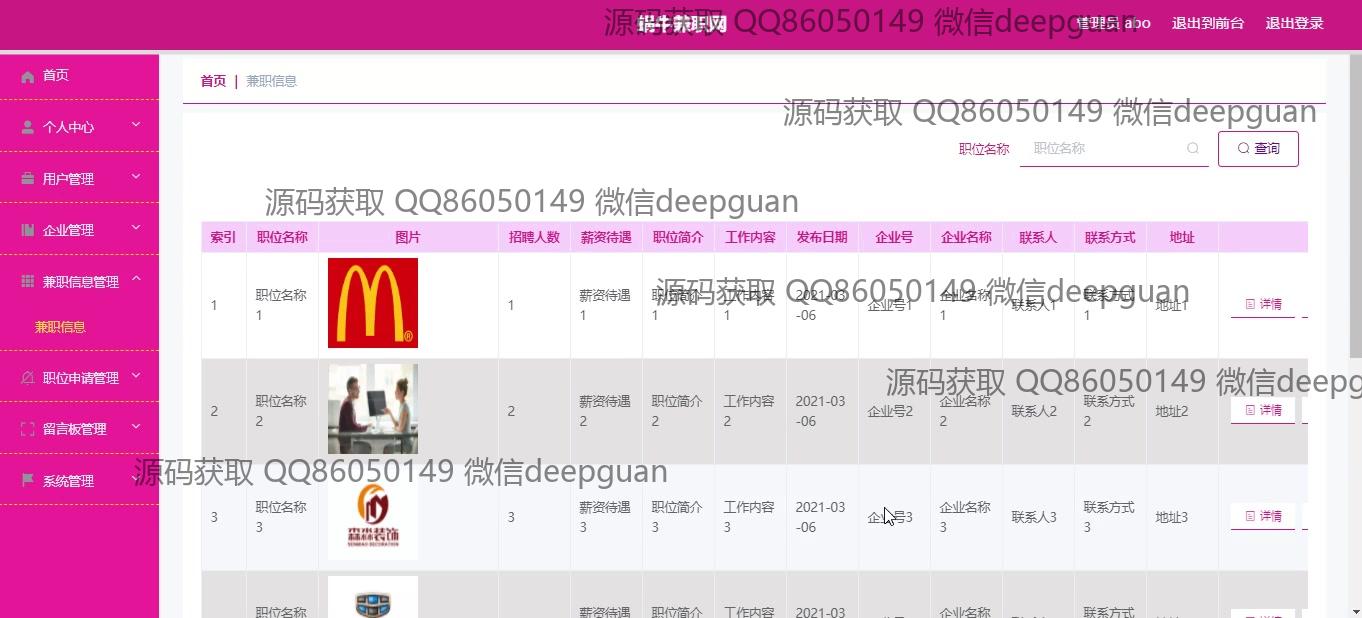 蜗牛兼职网
源码获取 QQ86050149 微信deepguan
管理员 abo 退出到前台 退出登录
首页
个人中心
用户管理
企业管理
兼职信息管理
兼职信息
职位申请管理
留言板管理
系统管理
首页 | 兼职信息
源码获取 QQ86050149 微信deepguan
职位名称 职位名称 查询
源码获取 QQ86050149 微信deepguan
索引 职位名称 图片 招聘人数 薪资待遇 职位简介 工作内容 发布日期 企业号 企业名称 联系人 联系方式 地址
源码获取 QQ86050149 微信deepguan
1 职位名称1 1 薪资待遇1 职位简介1 工作内容1 2021-03-06 企业号1 企业名称1 联系人1 联系方式1 地址1 详情
源码获取 QQ86050149 微信deepg
2 职位名称2 2 薪资待遇2 职位简介2 工作内容2 2021-03-06 企业号2 企业名称2 联系人2 联系方式2 地址2 详情
源码获取 QQ86050149 微信deepguan
3 职位名称3 森淼装饰 SENMIAO DECORATION 3 薪资待遇3 职位简介3 工作内容3 2021-03-06 企业号3 企业名称3 联系人3 联系方式3 地址3 详情
职位名称 薪资待遇 职位简介 工作内容 2021-03 企业名称 联系方式